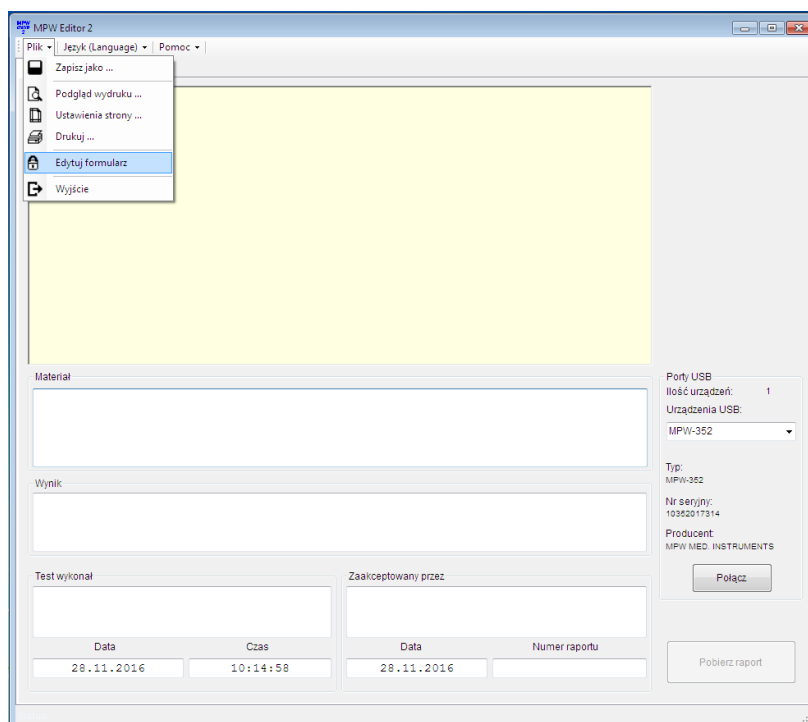 MPW Editor 2
Plik Język (Language) Pomoc
Zapisz jako ...
Podgląd wydruku ...
Ustawienia strony ...
Drukuj ...
Edytuj formularz
Wyjście
Materiał
Wynik
Test wykonał
Data Czas
28.11.2016 10:14:58
Zaakceptowany przez
Data Numer raportu
28.11.2016
Porty USB
Ilość urządzeń: 1
Urządzenia USB:
MPW-352
Typ:
MPW-352
Nr seryjny:
10352017314
Producent:
MPW MED. INSTRUMENTS
Połącz
Pobierz raport